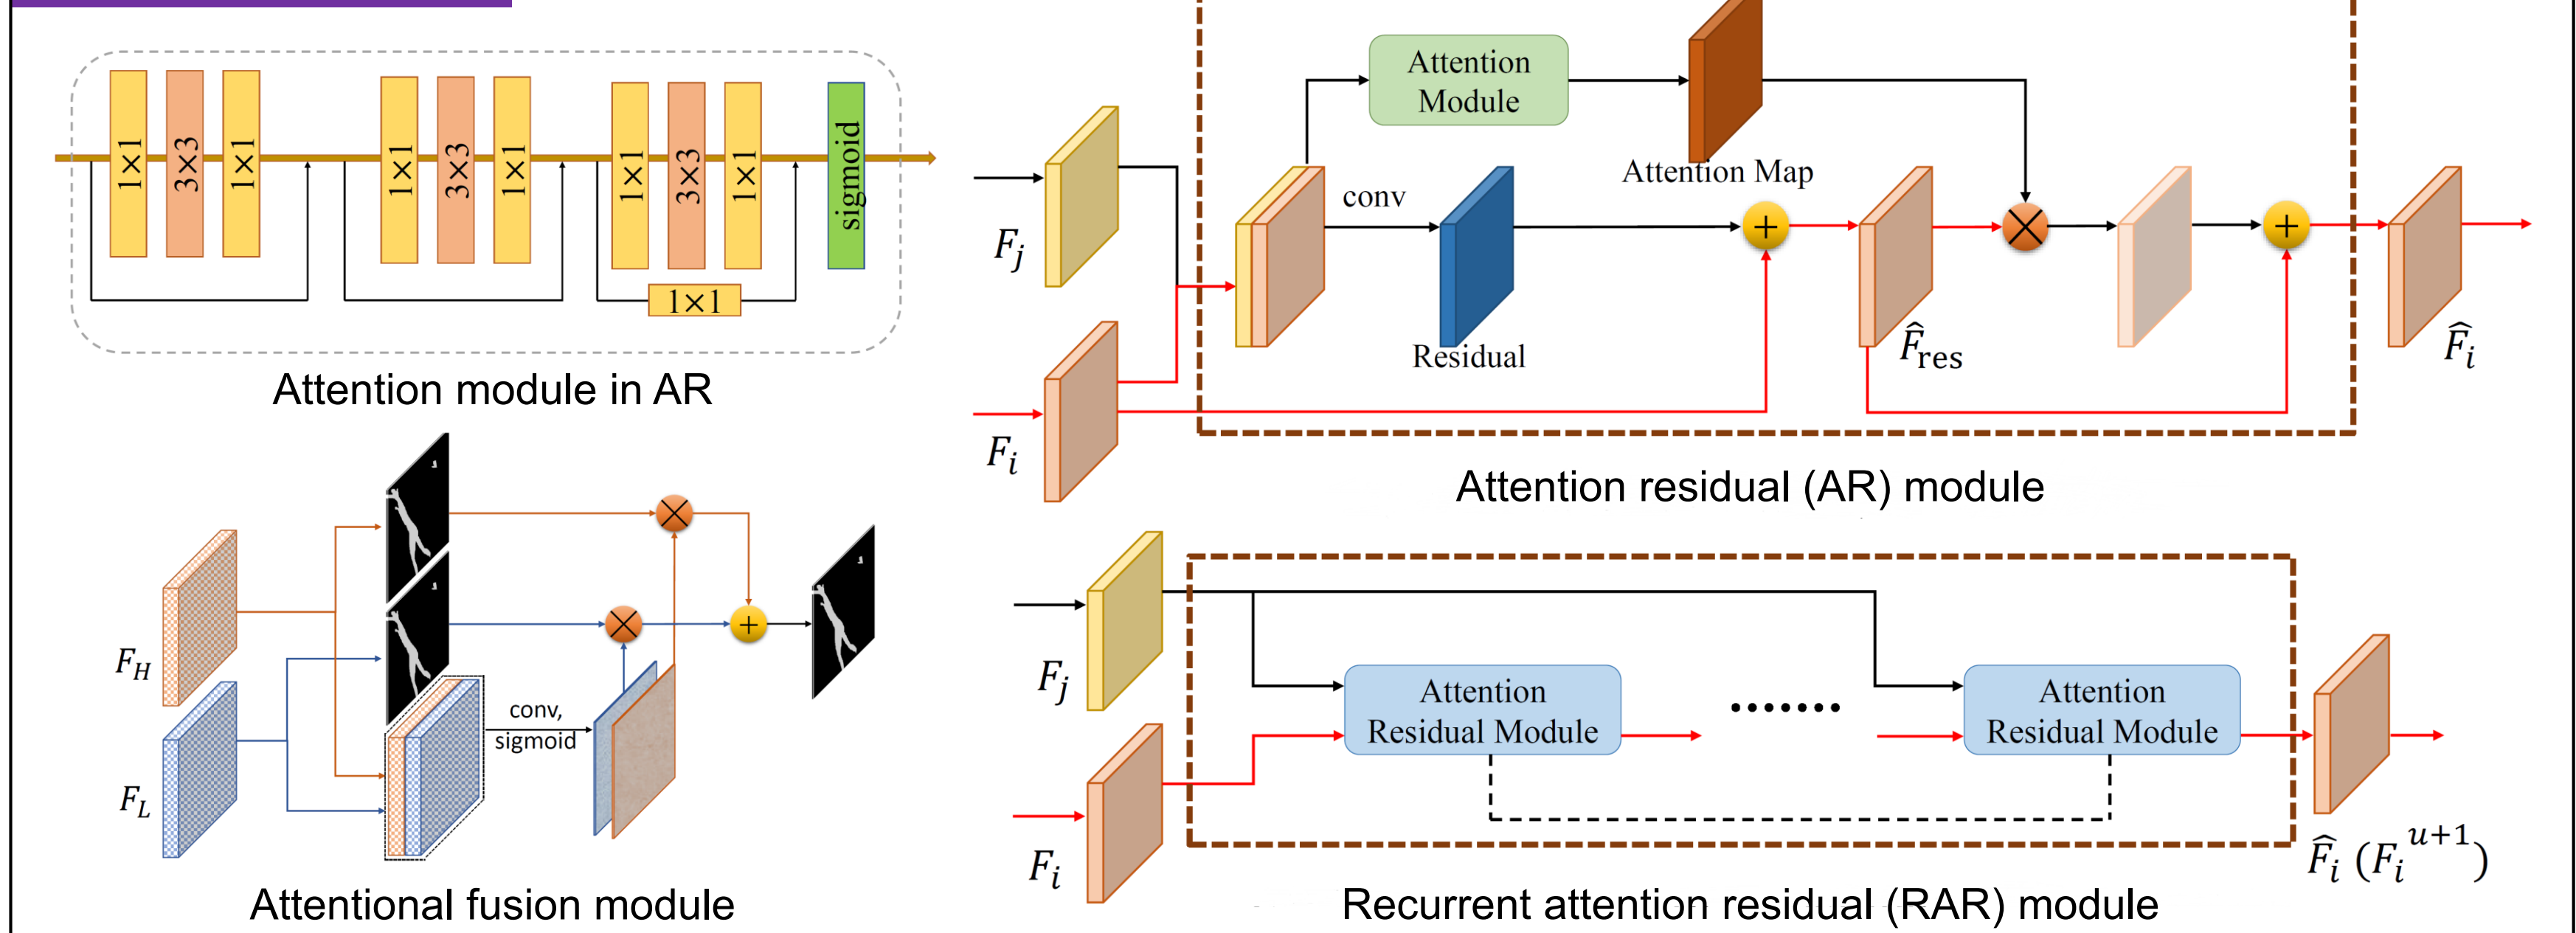 1×1
3×3
1×1
1×1
3×3
1×1
1×1
3×3
1×1
sigmoid
1×1
Attention module in AR
Attention
Module
Attention Map
conv
Residual
F_j
F_i
F̂_res
F̂_i
Attention residual (AR) module
F_H
F_L
conv,
sigmoid
Attentional fusion module
F_j
F_i
Attention
Residual Module
.......
Attention
Residual Module
F̂_i (F_i^{u+1})
Recurrent attention residual (RAR) module